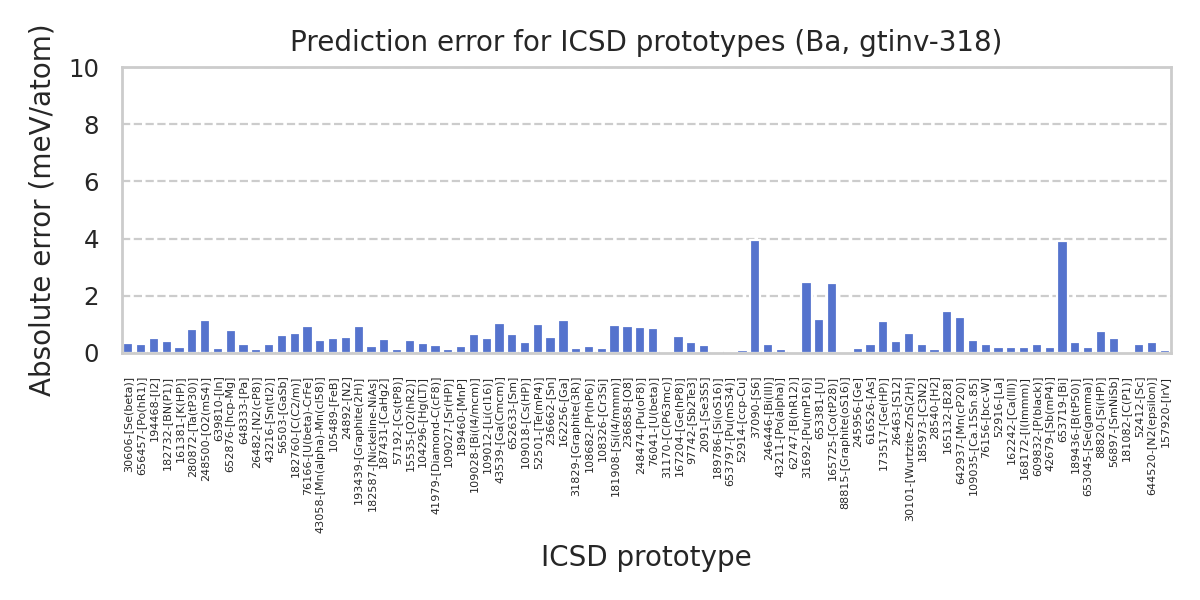 Prediction error for ICSD prototypes (Ba, gtinv-318)
Absolute error (meV/atom)
10
8
6
4
2
0
30606-[Se(beta)]
656457-[Po(hR1)]
194468-[I2]
182732-[BN(P1)]
161381-[K(HP)]
280872-[Ta(tP30)]
248500-[O2(mS4)]
639810-[In]
652876-[hcp-Mg]
648333-[Pa]
26482-[N2(cP8)]
43216-[Sn(tI2)]
56503-[GaSb]
182760-[C(C2/m)]
76166-[U(beta)-CrFe]
43058-[Mn(alpha)-Mn(cI58)]
105489-[FeB]
24892-[N2]
193439-[Graphite(2H)]
182587-[Nickeline-NiAs]
187431-[CaHg2]
57192-[Cs(tP8)]
15535-[O2(hR2)]
104296-[Hg(LT)]
41979-[Diamond-C(cF8)]
109027-[Sr(HP)]
189460-[MnP]
109028-[Bi(I4/mcm)]
109012-[Li(cI16)]
43539-[Ga(Cmcm)]
652633-[Sm]
109018-[Cs(HP)]
52501-[Te(mP4)]
236662-[Sn]
162256-[Ga]
31829-[Graphite(3R)]
108682-[Pr(hP6)]
108326-[Cr3Si]
181908-[Si(I4/mmm)]
236858-[O8]
248474-[Pu(oF8)]
76041-[U(beta)]
31170-[C(P63mc)]
167204-[Ge(hP8)]
97742-[Sb2Te3]
2091-[Se3S5]
189786-[Si(oS16)]
653797-[Pu(mS34)]
52914-[ccp-Cu]
37090-[S6]
246446-[Bi(III)]
43211-[Po(alpha)]
62747-[B(hR12)]
31692-[Pu(mP16)]
653381-[U]
165725-[Co(tP28)]
88815-[Graphite(oS16)]
245956-[Ge]
616526-[As]
173517-[Ge(HP)]
26463-[S12]
30101-[Wurtzite-ZnS(2H)]
185973-[C3N2]
28540-[H2]
165132-[B28]
642937-[Mn(cP20)]
109035-[Ca.15Sn.85]
76156-[bcc-W]
52916-[La]
162242-[Ca(III)]
168172-[I(Immm)]
609832-[P(black)]
42679-[Sb(mP4)]
653719-[Bi]
189436-[B(tP50)]
653045-[Se(gamma)]
88820-[Si(HP)]
56897-[SmNiSb]
181082-[C(P1)]
52412-[Sc]
644520-[N2(epsilon)]
157920-[IrV]
ICSD prototype